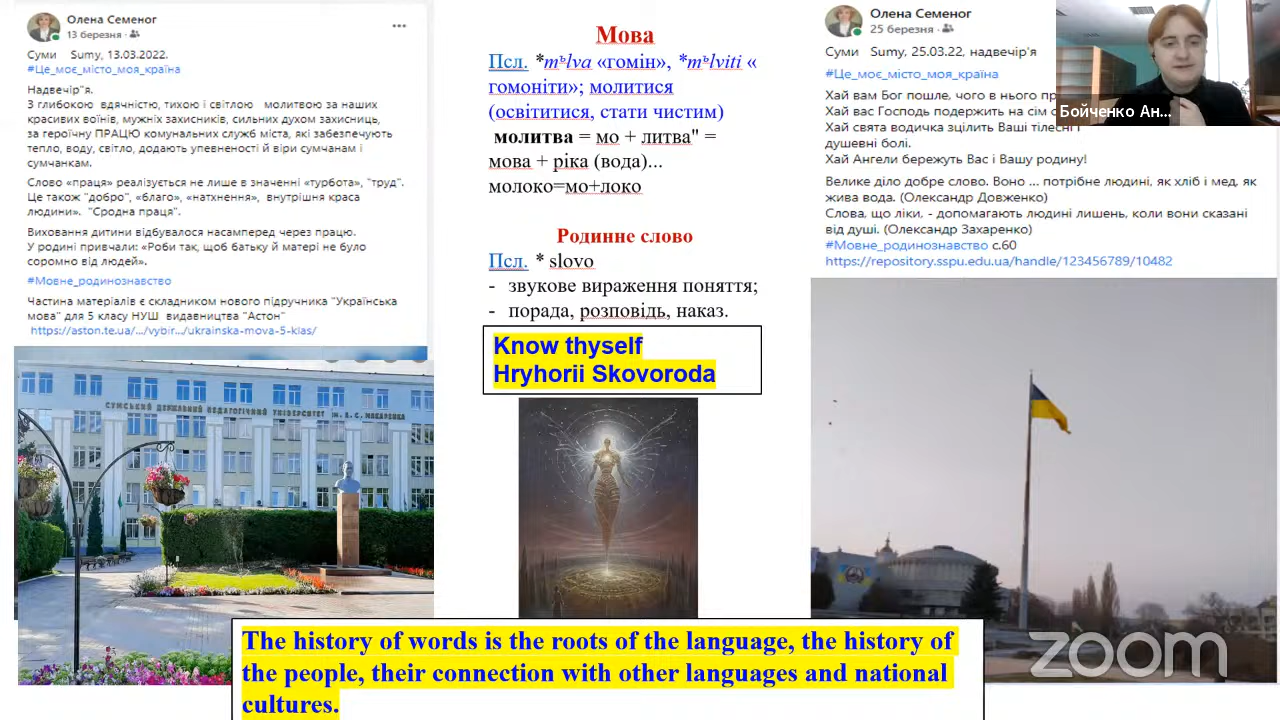 Олена Семеног
13 березня ·
Суми Sumy, 13.03.2022.
#Це_моє_місто_моя_країна
Надвечір"я.
З глибокою вдячністю, тихою і світлою молитвою за наших
красивих воїнів, мужніх захисників, сильних духом захисниць,
за героїчну ПРАЦЮ комунальних служб міста, які забезпечують
тепло, воду, світло, додають упевненості й віри сумчанам і
сумчанкам.
Слово «праця» реалізується не лише в значенні «турбота», "труд".
Це також "добро", «благо», «натхнення», внутрішня краса
людини». "Сродна праця".
Виховання дитини відбувалося насамперед через працю.
У родині привчали: «Роби так, щоб батьку й матері не було
соромно від людей».
#Мовне_родинознавство
Частина матеріалів є складником нового підручника "Українська
мова" для 5 класу НУШ видавництва "Астон"
https://aston.te.ua/.../vybir.../ukrainska-mova-5-klas/
СУМСЬКИЙ ДЕРЖАВНИЙ ПЕДАГОГІЧНИЙ УНІВЕРСИТЕТ ІМ. А. С. МАКАРЕНКА
Мова
Псл. *mъlva «гомін», *mъlviti «
гомоніти»; молитися
(освітитися, стати чистим)
молитва = мо + литва" =
мова + ріка (вода)...
молоко=мо+локо
Родинне слово
Псл. * slovo
- звукове вираження поняття;
- порада, розповідь, наказ.
Know thyself
Hryhorii Skovoroda
Олена Семеног
25 березня ·
Суми Sumy, 25.03.22, надвечір'я
#Це_моє_місто_моя_країна
Хай вам Бог пошле, чого в нього
Хай вас Господь подержить на сім
Хай свята водичка зцілить Ваші тілесні і
душевні болі.
Хай Ангели бережуть Вас і Вашу родину!
Велике діло добре слово. Воно ... потрібне людині, як хліб і мед, як
жива вода. (Олександр Довженко)
Слова, що ліки, - допомагають людині лишень, коли вони сказані
від душі. (Олександр Захаренко)
#Мовне_родинознавство с.60
https://repository.sspu.edu.ua/handle/123456789/10482
Бойченко Ан...
The history of words is the roots of the language, the history of
the people, their connection with other languages and national
cultures.
zoom